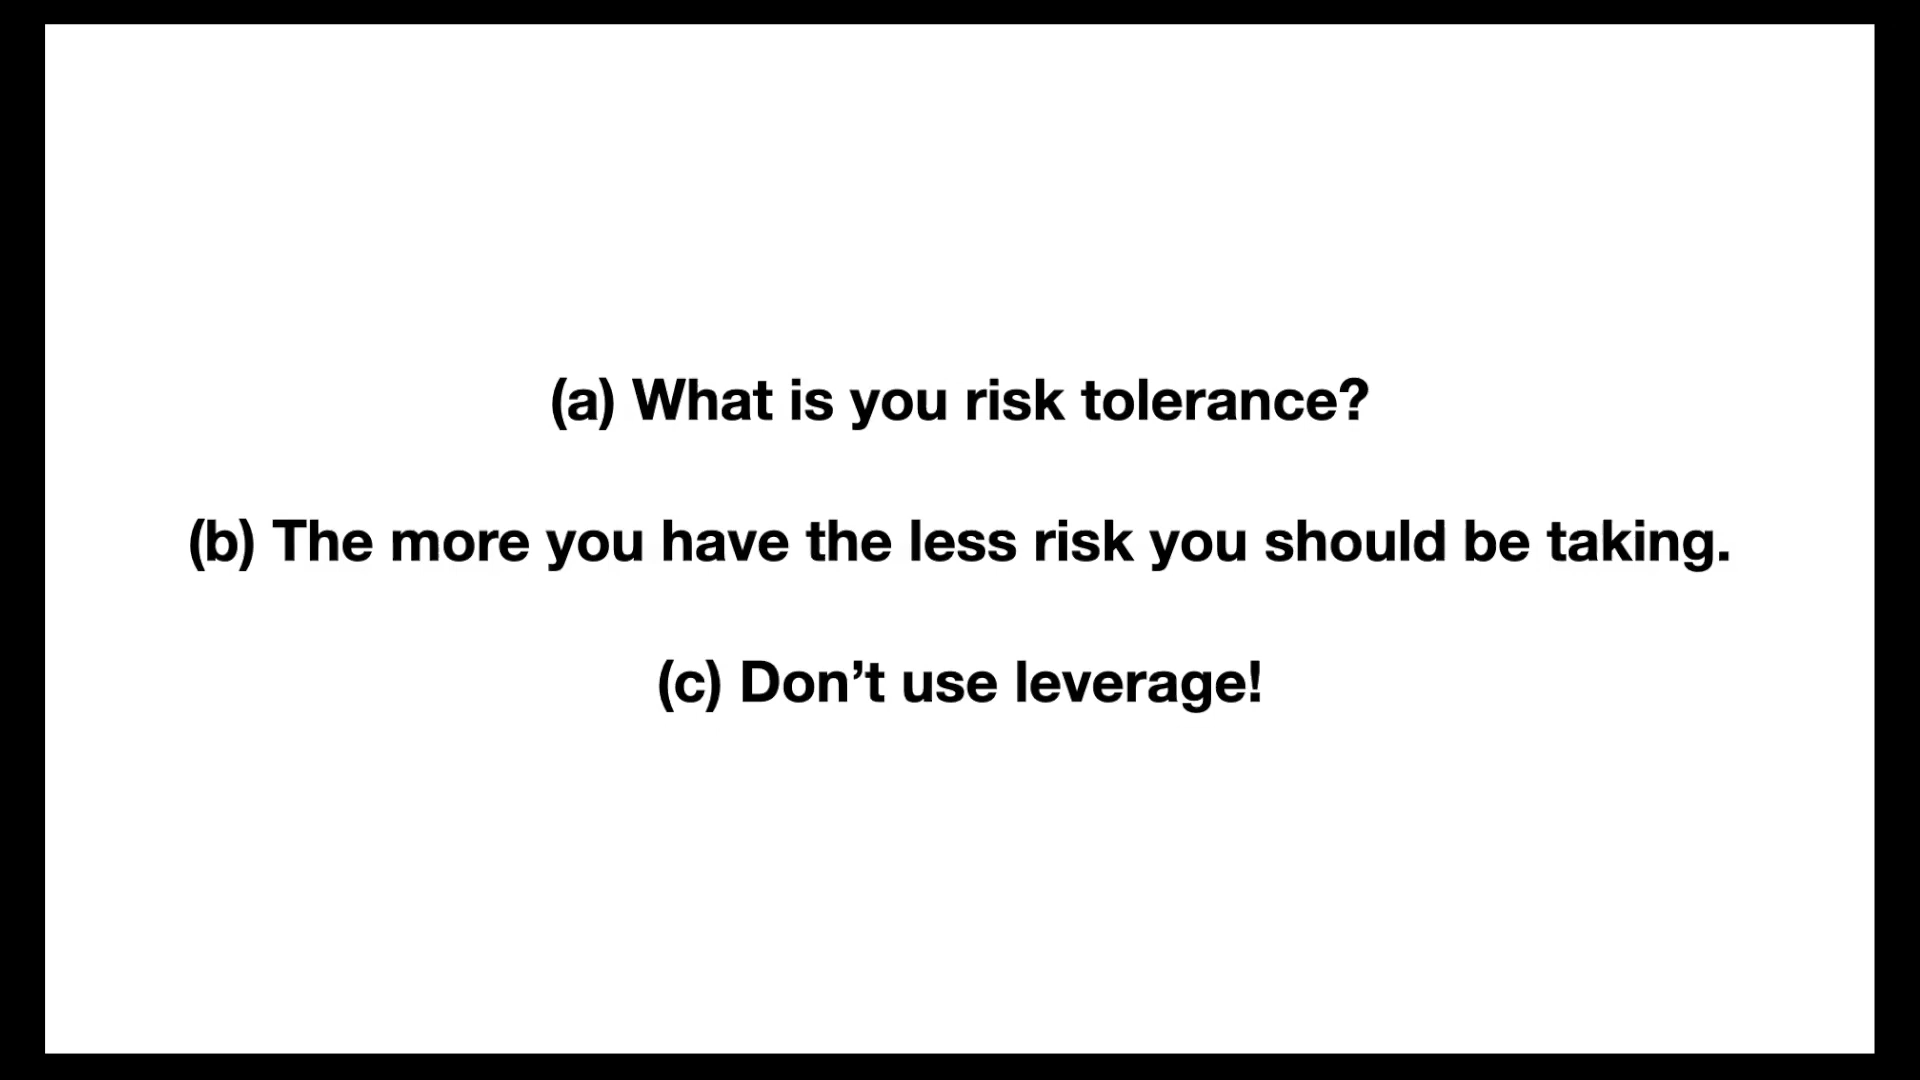 (a) What is you risk tolerance?
(b) The more you have the less risk you should be taking.
(c) Don’t use leverage!